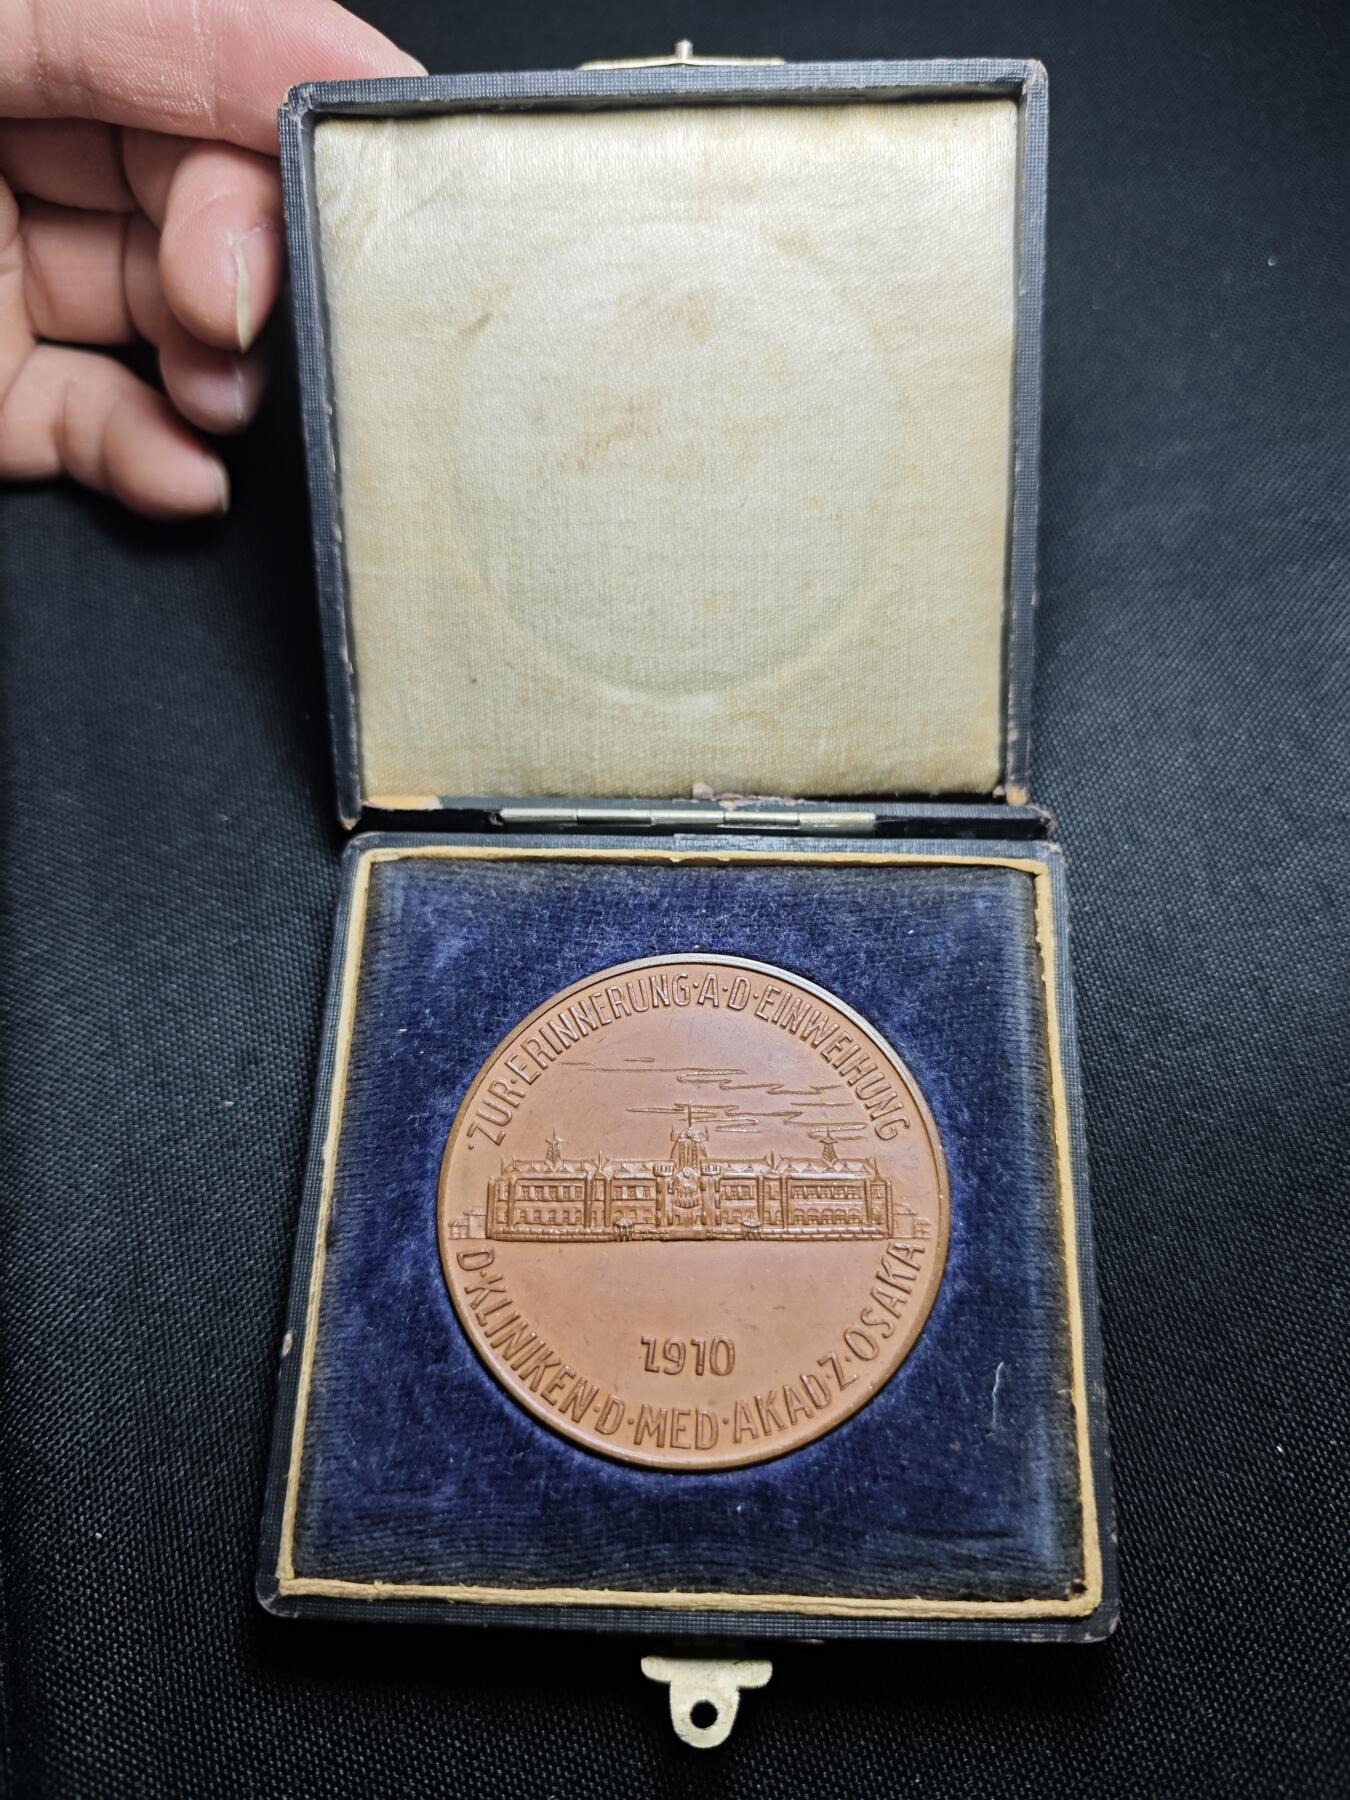 ·ZUR·ERINNERUNG·A·D·EINWEIHUNG
1910
D·KLINIKEN·D·MED·AKAD·Z·OSAKA